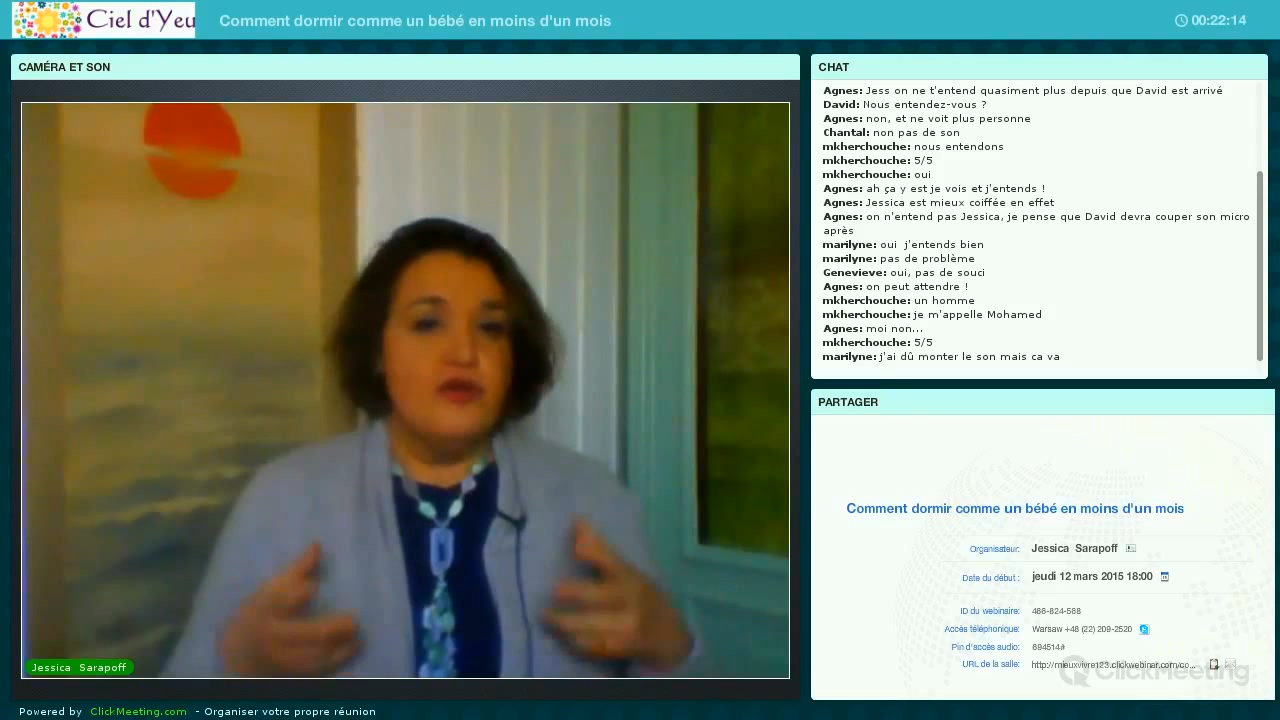 Ciel d'Yeu
Comment dormir comme un bébé en moins d'un mois
00:22:14
CAMÉRA ET SON
Jessica Sarapoff
CHAT
Agnes: Jess on ne t'entend quasiment plus depuis que David est arrivé
David: Nous entendez-vous ?
Agnes: non, et ne voit plus personne
Chantal: non pas de son
mkherchouche: nous entendons
mkherchouche: 5/5
mkherchouche: oui
Agnes: ah ça y est je vois et j'entends !
Agnes: Jessica est mieux coiffée en effet
Agnes: on n'entend pas Jessica, je pense que David devra couper son micro
après
marilyne: oui j'entends bien
marilyne: pas de problème
Genevieve: oui, pas de souci
Agnes: on peut attendre !
mkherchouche: un homme
mkherchouche: je m'appelle Mohamed
Agnes: moi non...
mkherchouche: 5/5
marilyne: j'ai dû monter le son mais ca va
PARTAGER
Comment dormir comme un bébé en moins d'un mois
Organisateur: Jessica Sarapoff
Date du début : jeudi 12 mars 2015 18:00
ID du webinaire: 486-824-568
Accès téléphonique: Warsaw +48 (22) 209-2520
Pin d'accès audio: 694514#
URL de la salle: http://mieuxvivre123.clickwebinar.com/co...
ClickMeeting
Powered by ClickMeeting.com - Organiser votre propre réunion